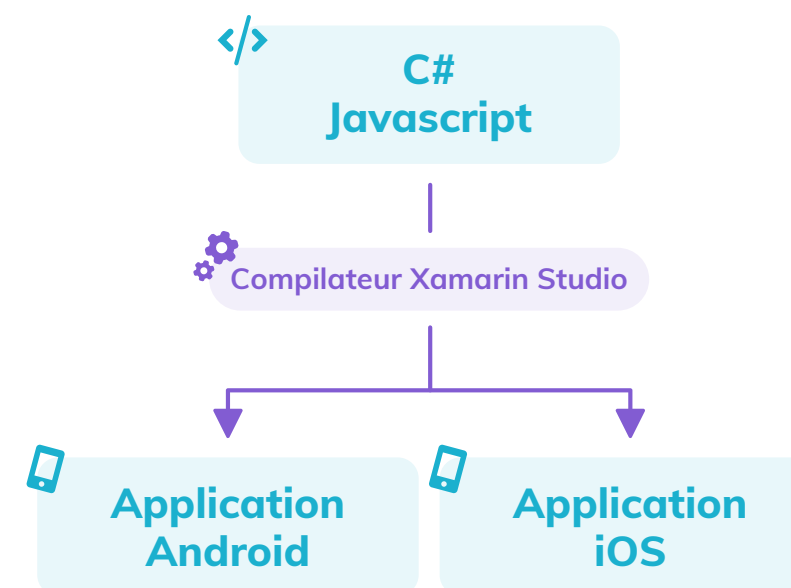 C#
Javascript
Compilateur Xamarin Studio
Application
Android
Application
iOS